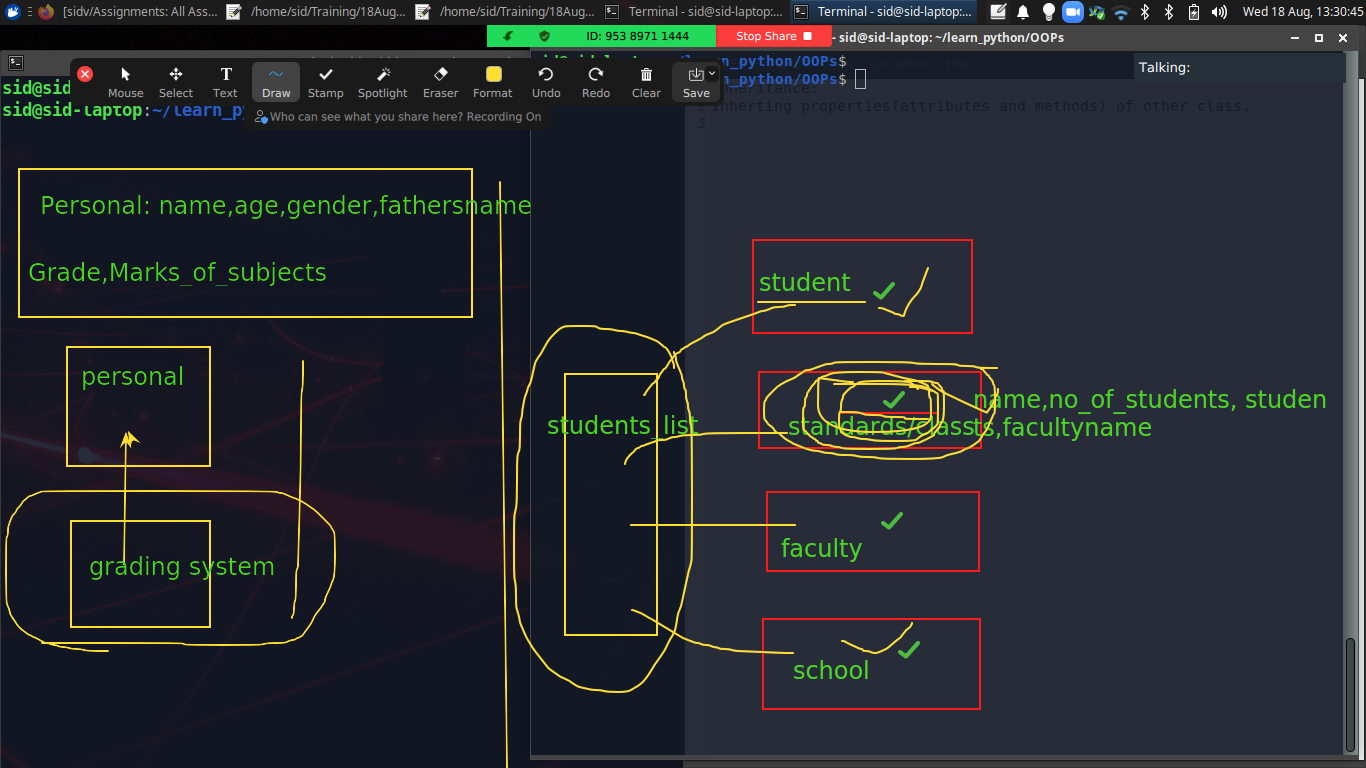 [sidv/Assignments: All Ass...
/home/sid/Training/18Aug...
/home/sid/Training/18Aug...
Terminal - sid@sid-laptop:...
Terminal - sid@sid-laptop:...
Wed 18 Aug, 13:30:45
ID: 953 8971 1444
Stop Share
- sid@sid-laptop: ~/learn_python/OOPs
n_python/OOPs$
_python/OOPs$
Talking:
sid@sid
sid@sid-laptop:~/learn_py
Mouse
Select
Text
Draw
Stamp
Spotlight
Eraser
Format
Undo
Redo
Clear
Save
Who can see what you share here? Recording On
inheritance:
Inherting properties(attributes and methods) of other class.
3
Personal: name,age,gender,fathersname
Grade,Marks_of_subjects
personal
grading system
students_list
student
name,no_of_students, studen
standards/class
ts,facultyname
faculty
school